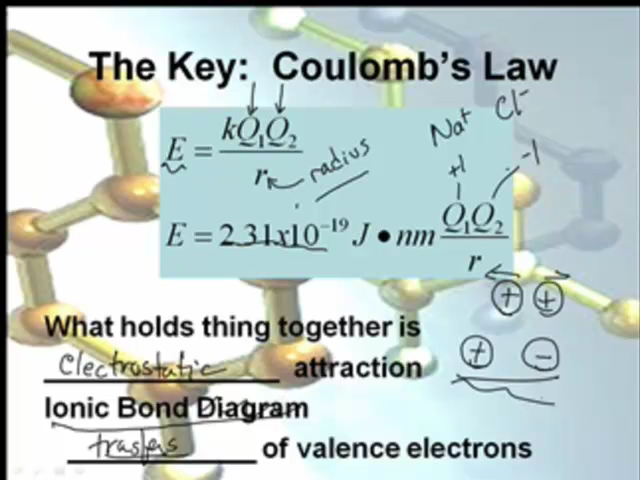 The Key: Coulomb's Law
E = kQ1Q2 / r
radius
Na+ Cl-
+1 -1
E = 2.31x10^-19 J • nm Q1Q2 / r
+ +
What holds thing together is
+ −
Electrostatic attraction
Ionic Bond Diagram
trasfers of valence electrons